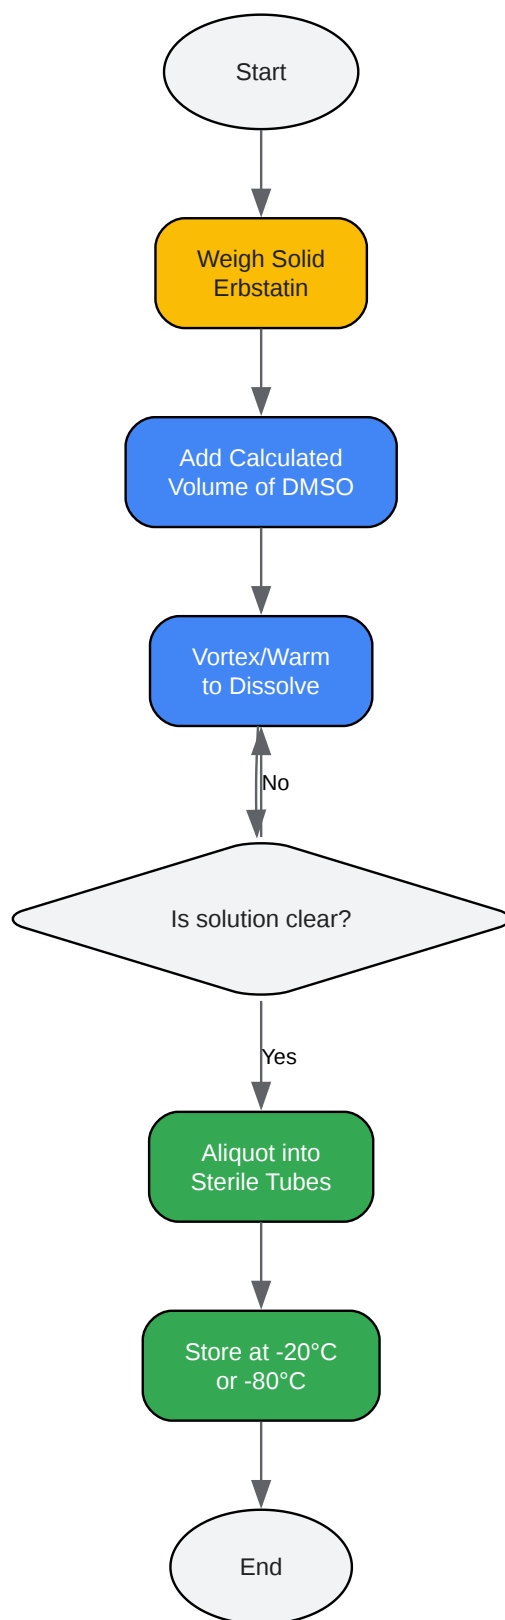 Start
Weigh Solid
Erbstatin
Add Calculated
Volume of DMSO
Vortex/Warm
to Dissolve
No
Is solution clear?
Yes
Aliquot into
Sterile Tubes
Store at -20°C
or -80°C
End